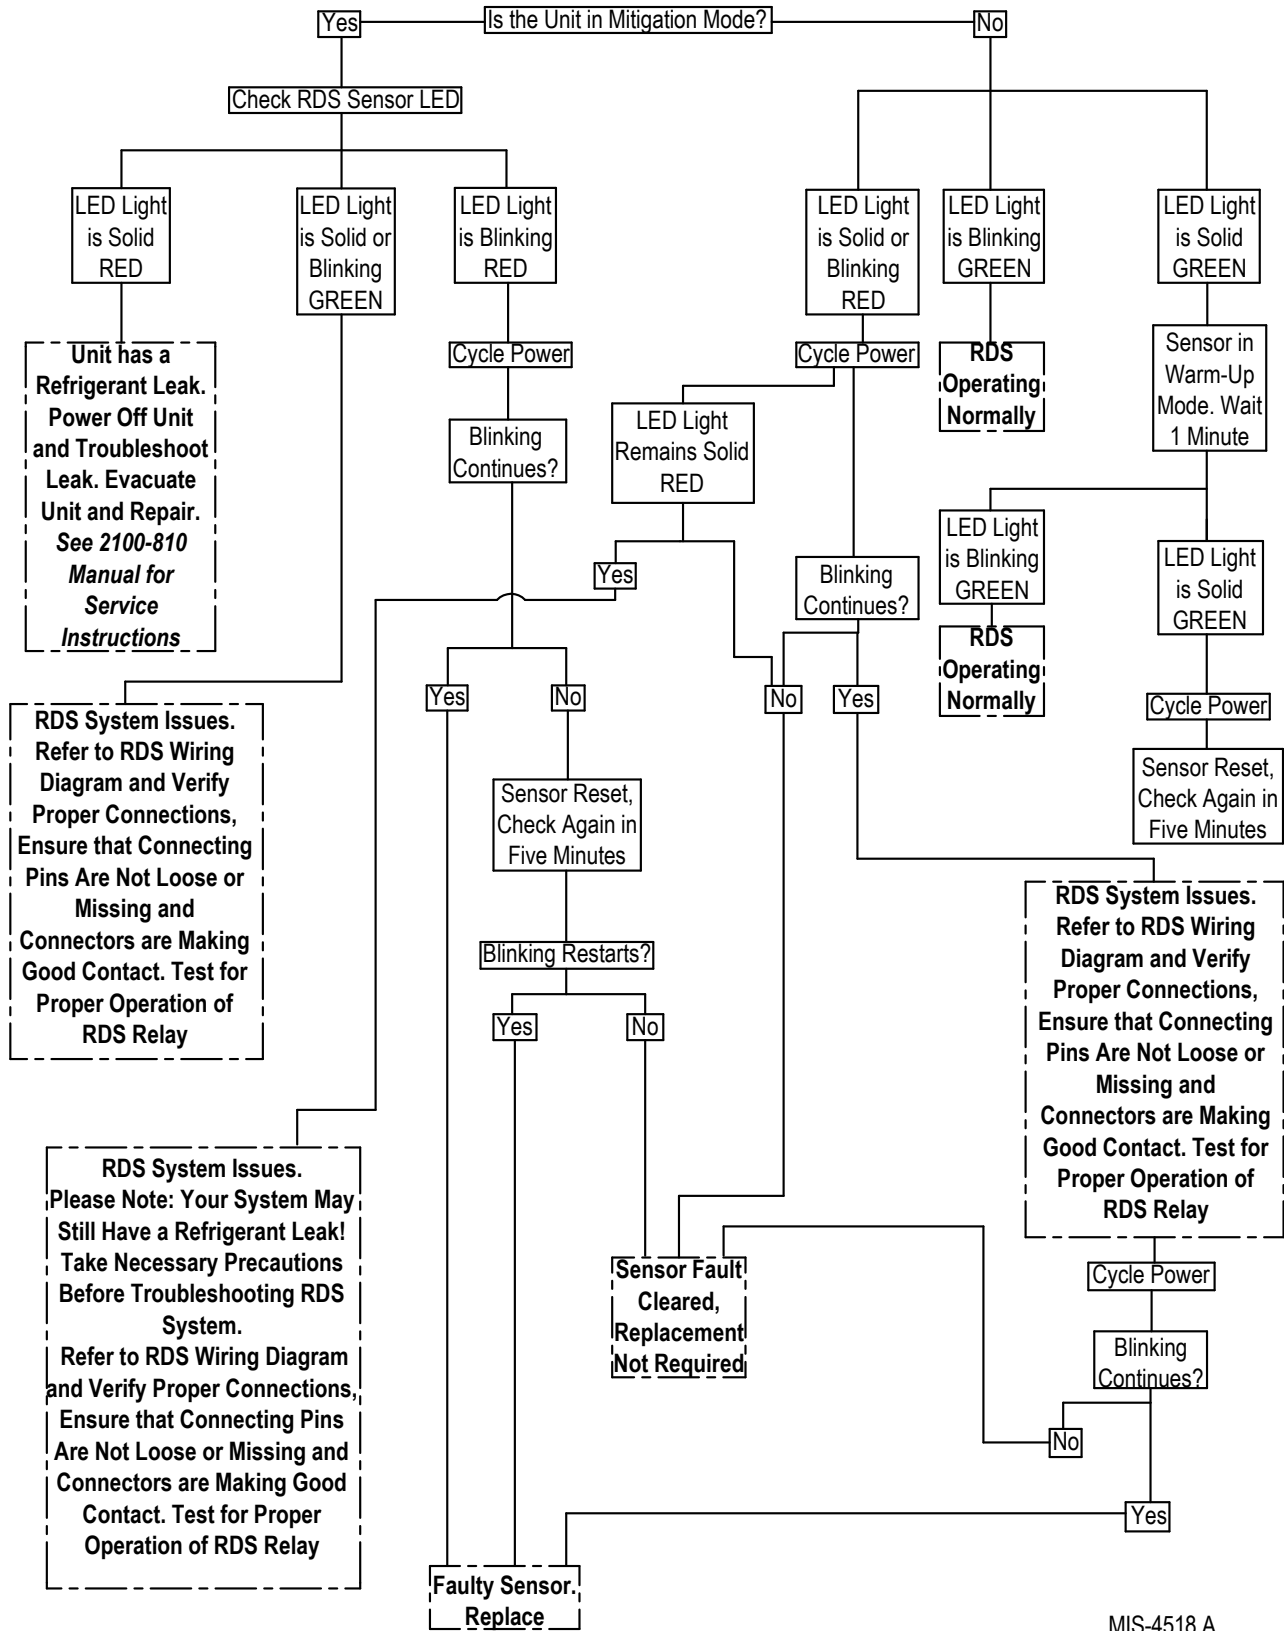 Is the Unit in Mitigation Mode?
Yes
No
Check RDS Sensor LED
LED Light
is Solid
RED
LED Light
is Solid or
Blinking
GREEN
LED Light
is Blinking
RED
LED Light
is Solid or
Blinking
RED
LED Light
is Blinking
GREEN
LED Light
is Solid
GREEN
Unit has a
Refrigerant Leak.
Power Off Unit
and Troubleshoot
Leak. Evacuate
Unit and Repair.
See 2100-810
Manual for
Service
Instructions
Cycle Power
Cycle Power
RDS
Operating
Normally
Sensor in
Warm-Up
Mode. Wait
1 Minute
Blinking
Continues?
LED Light
Remains Solid
RED
LED Light
is Blinking
GREEN
LED Light
is Solid
GREEN
Yes
Blinking
Continues?
RDS
Operating
Normally
Yes
No
No
Yes
Cycle Power
RDS System Issues.
Refer to RDS Wiring
Diagram and Verify
Proper Connections,
Ensure that Connecting
Pins Are Not Loose or
Missing and
Connectors are Making
Good Contact. Test for
Proper Operation of
RDS Relay
Sensor Reset,
Check Again in
Five Minutes
Sensor Reset,
Check Again in
Five Minutes
Blinking Restarts?
Yes
No
RDS System Issues.
Refer to RDS Wiring
Diagram and Verify
Proper Connections,
Ensure that Connecting
Pins Are Not Loose or
Missing and
Connectors are Making
Good Contact. Test for
Proper Operation of
RDS Relay
RDS System Issues.
Please Note: Your System May
Still Have a Refrigerant Leak!
Take Necessary Precautions
Before Troubleshooting RDS
System.
Refer to RDS Wiring Diagram
and Verify Proper Connections,
Ensure that Connecting Pins
Are Not Loose or Missing and
Connectors are Making Good
Contact. Test for Proper
Operation of RDS Relay
Sensor Fault
Cleared,
Replacement
Not Required
Cycle Power
Blinking
Continues?
No
Yes
Faulty Sensor.
Replace
MIS-4518 A